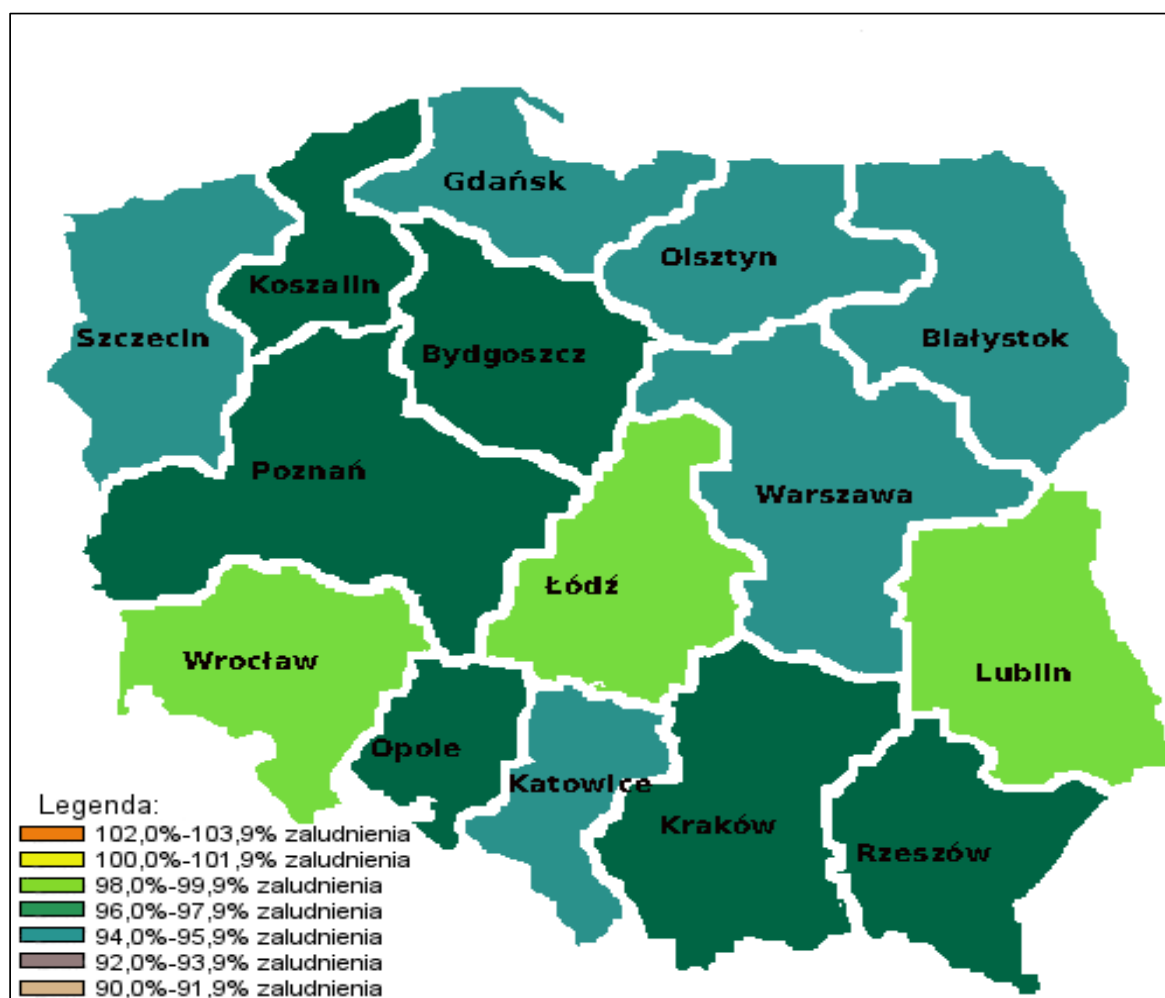 Gdańsk
Olsztyn
Koszalin
Szczecin
Bydgoszcz
Białystok
Poznań
Warszawa
Łódź
Wrocław
Lublin
Opole
Katowice
Kraków
Rzeszów
Legenda:
102,0%-103,9% zaludnienia
100,0%-101,9% zaludnienia
98,0%-99,9% zaludnienia
96,0%-97,9% zaludnienia
94,0%-95,9% zaludnienia
92,0%-93,9% zaludnienia
90,0%-91,9% zaludnienia